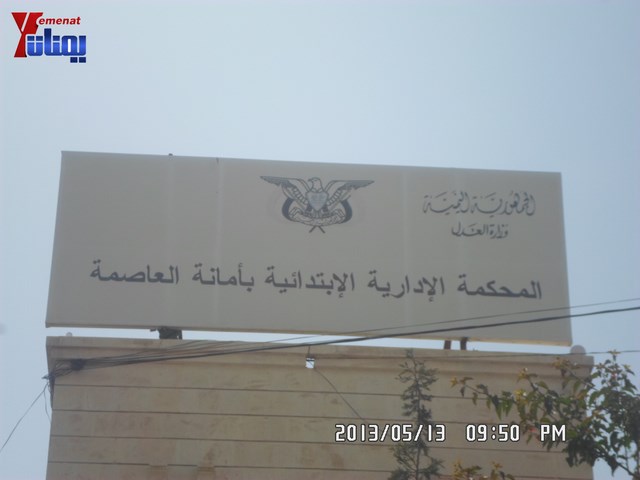 Yemenat
يمنات
الجمهورية اليمنية
وزارة العدل
المحكمة الإدارية الإبتدائية بأمانة العاصمة
2013/05/13 09:50 PM